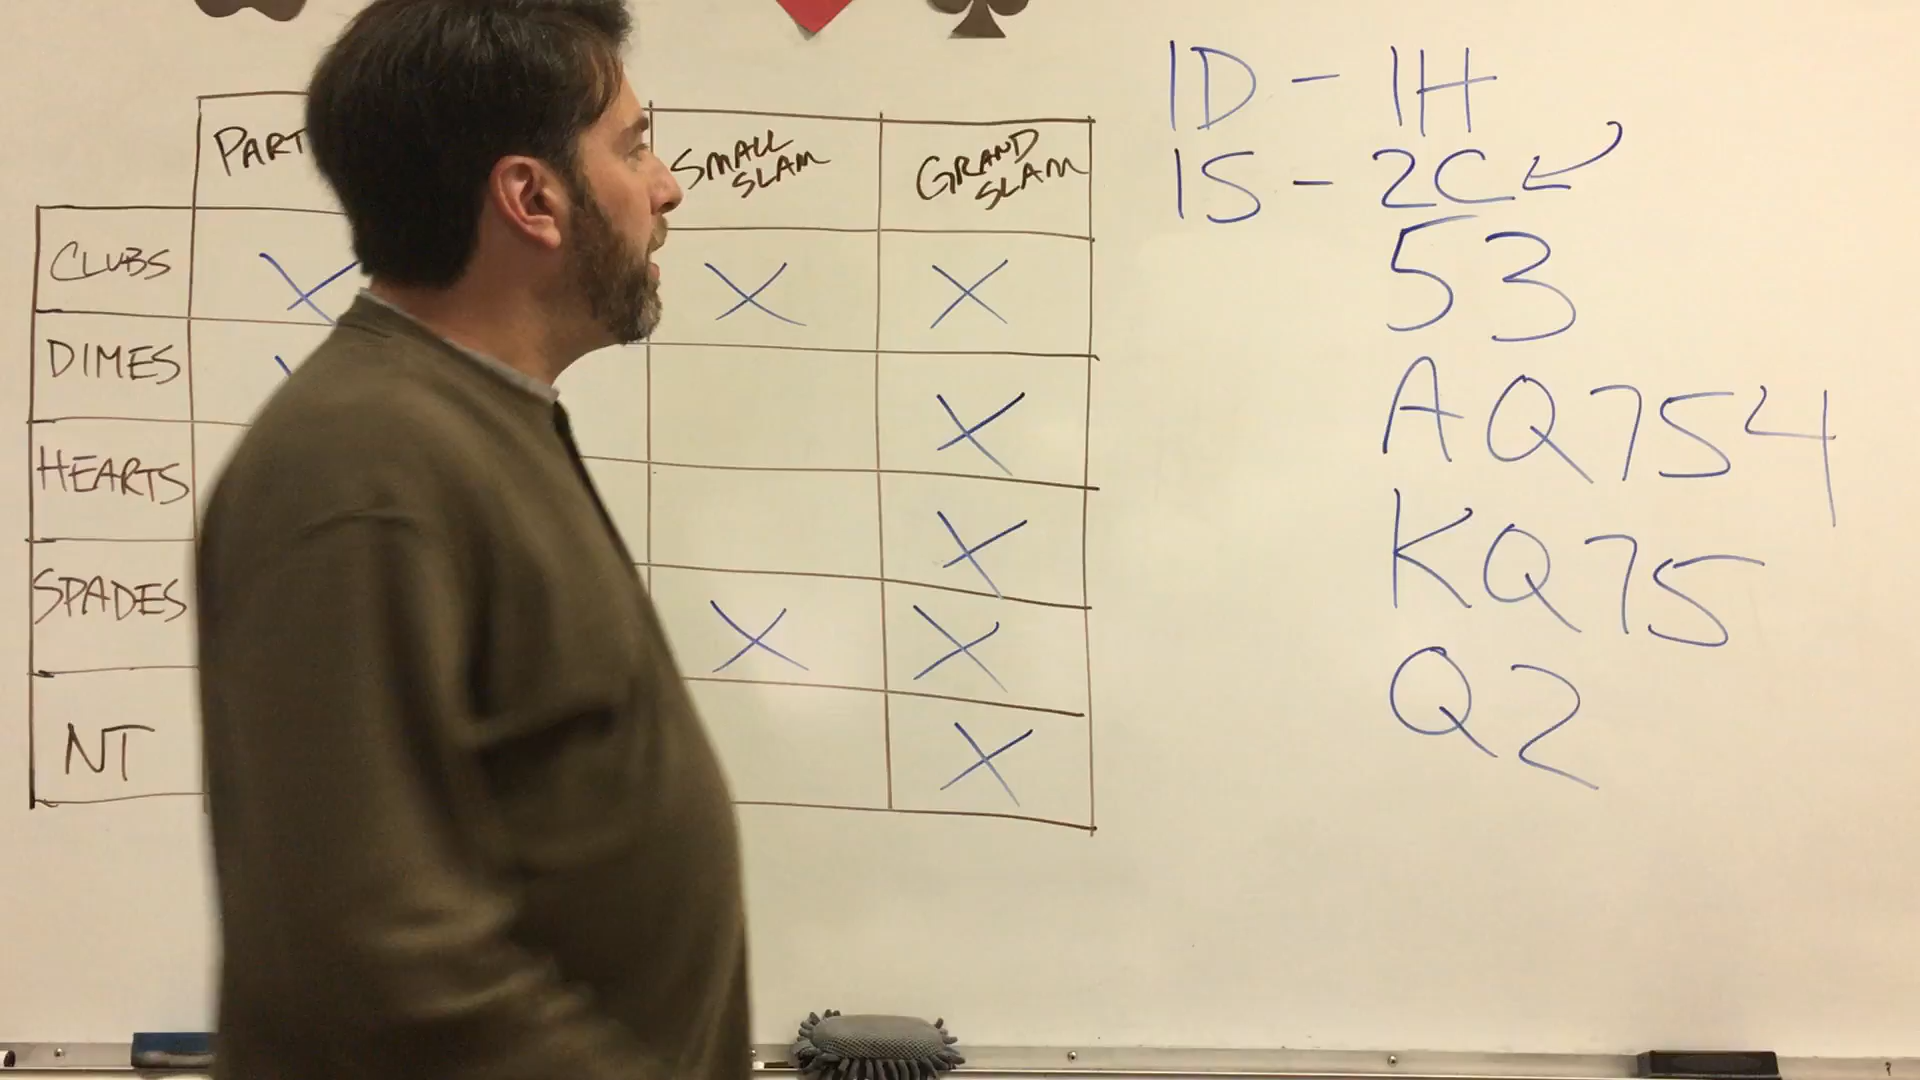 PART
SMALL SLAM
GRAND SLAM
CLUBS X X X
DIMES X
HEARTS X
SPADES X X
NT X
1D - 1H
1S - 2C
53
AQ754
KQ75
Q2